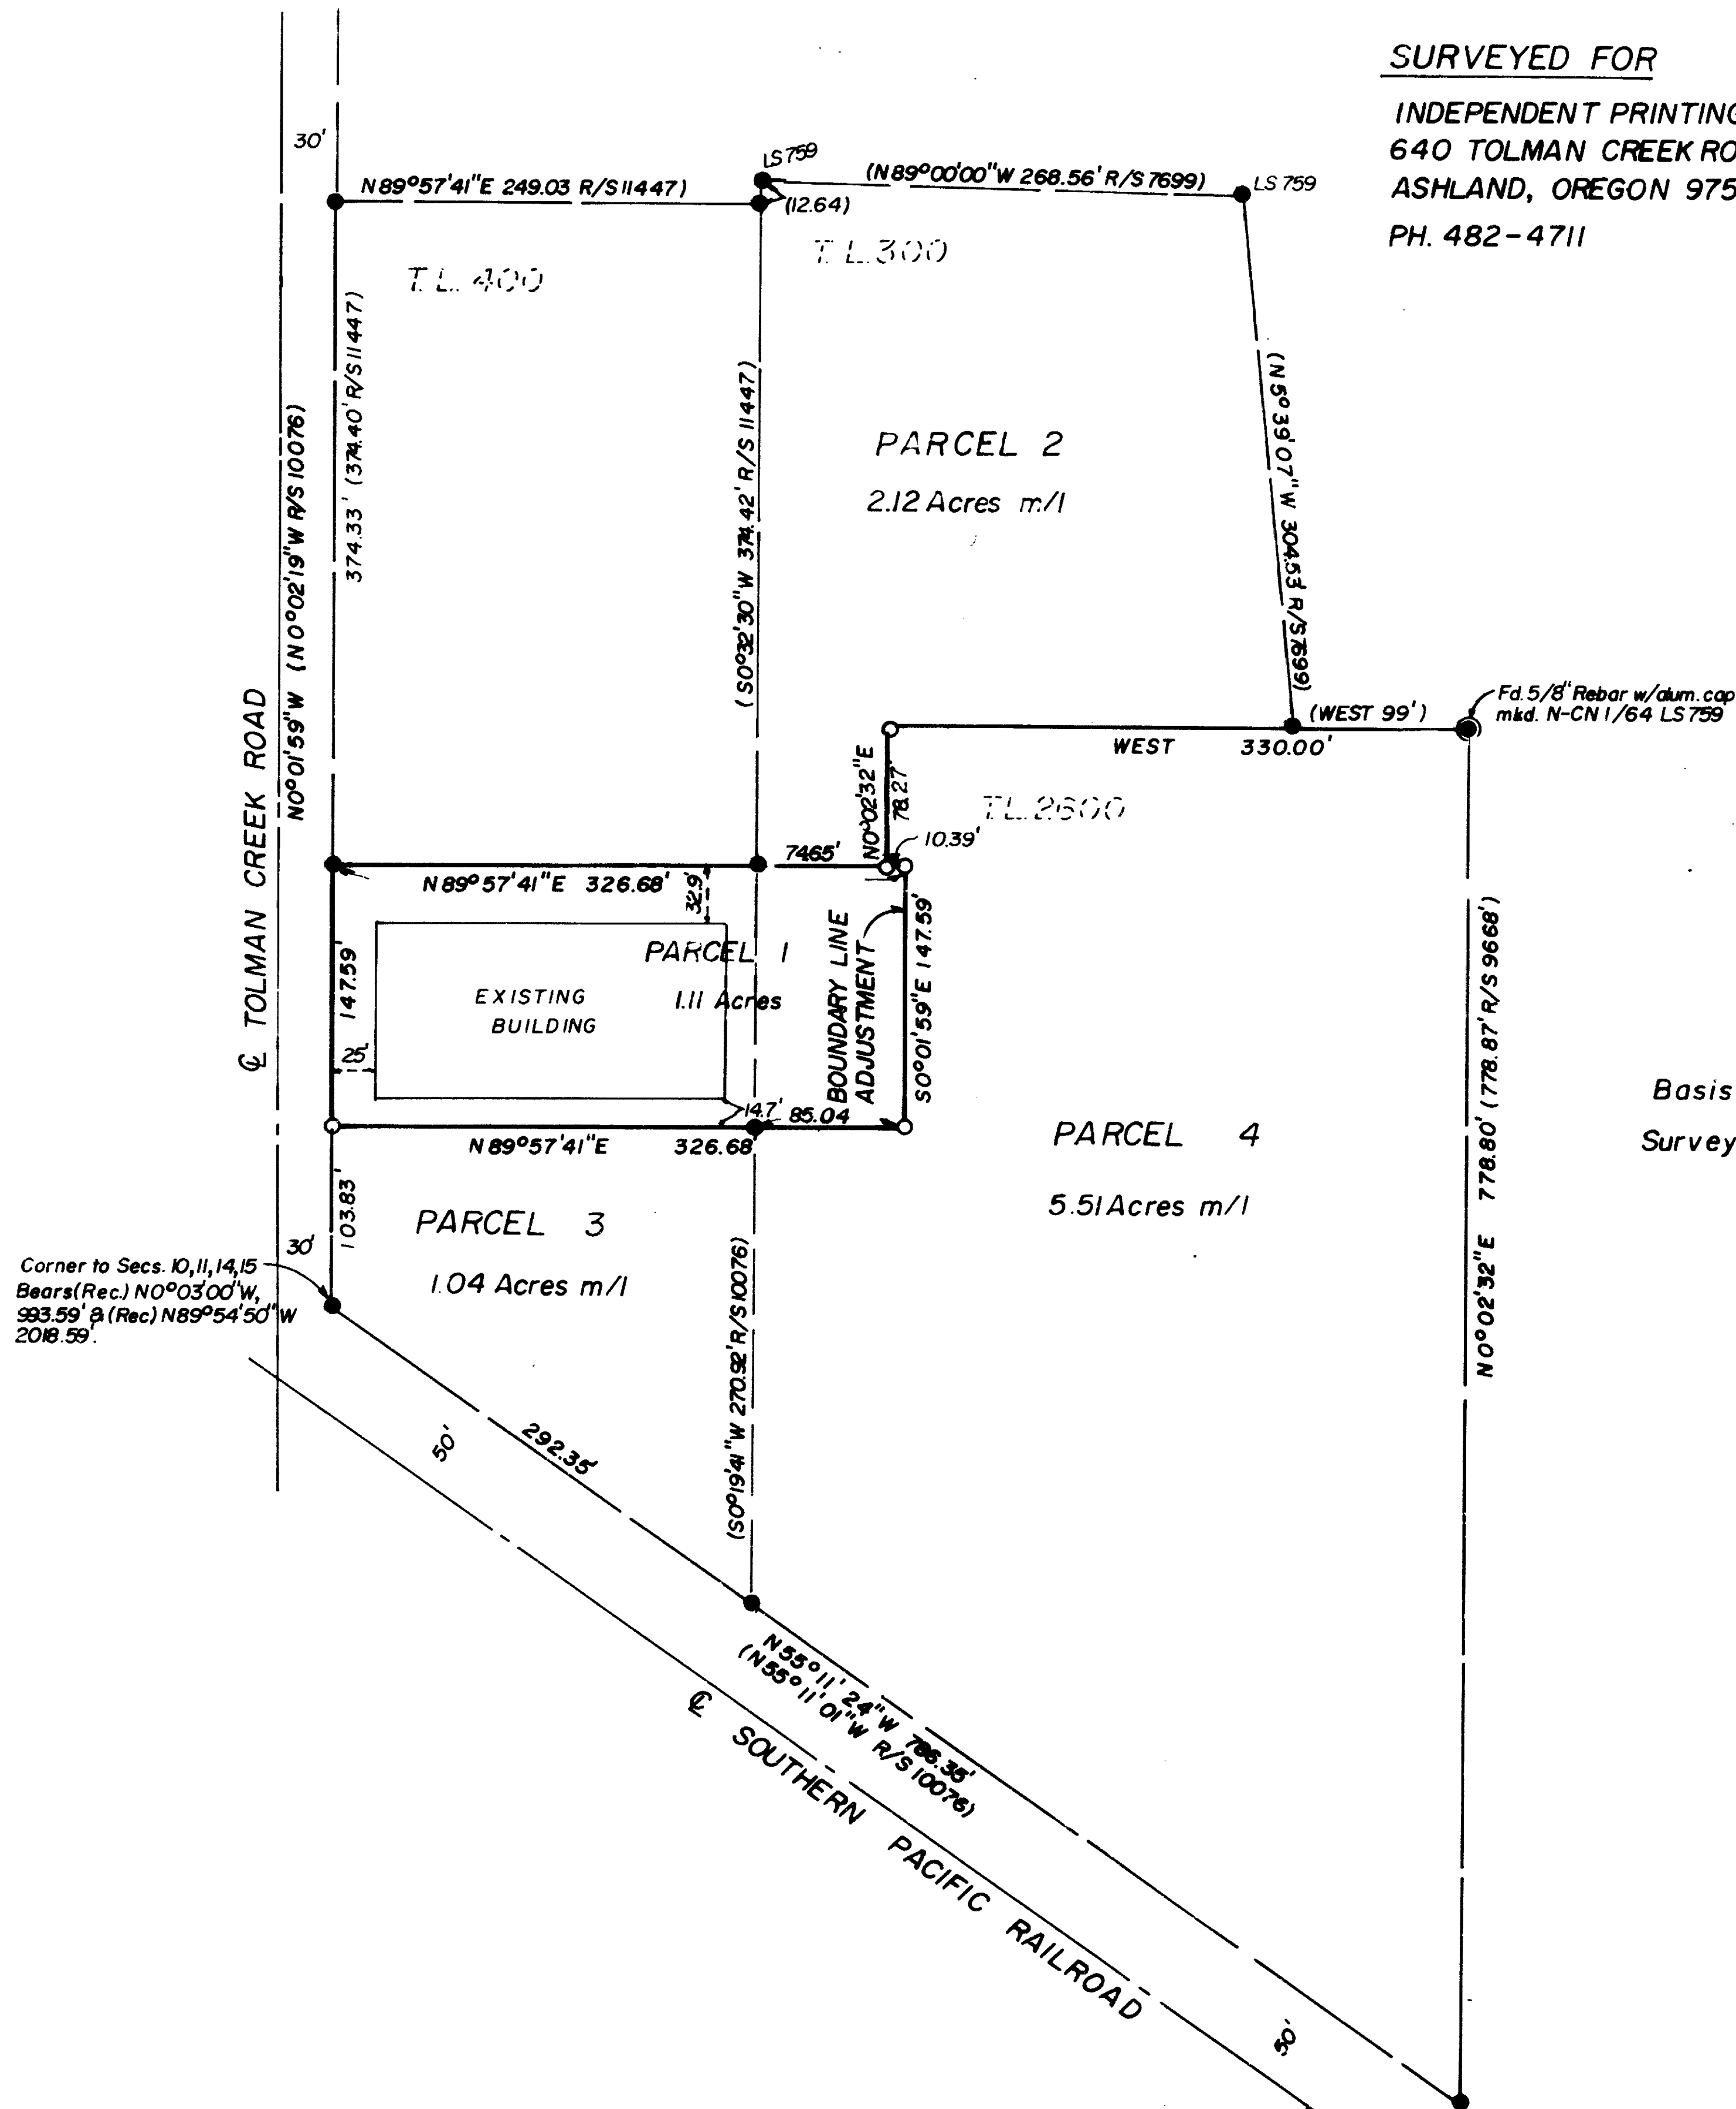 SURVEYED FOR
INDEPENDENT PRINTING
640 TOLMAN CREEK RO
ASHLAND, OREGON 975
PH. 482-4711
30'
N89°57'41"E 249.03 R/S11447)
LS759
(12.64)
(N89°00'00"W 268.56' R/S 7699)
LS 759
T.L. 400
T.L. 300
374.33' (374.40' R/S11447)
N0°01'59"W (N0°02'19"W R/S10076)
(S0°32'30"W 374.42' R/S 11447)
PARCEL 2
2.12 Acres m/l
(N5°39'07"W 304.53' R/S7699)
(WEST 99')
WEST 330.00'
Fd. 5/8" Rebar w/alum. cap
mkd. N-CN 1/64 LS759
N0°02'32"E
78.27'
T.L. 2600
10.39'
74.65'
N89°57'41"E 326.68'
32.9'
℄ TOLMAN CREEK ROAD
147.59'
EXISTING
BUILDING
25'
PARCEL 1
1.11 Acres
BOUNDARY LINE
ADJUSTMENT
S0°01'59"E 147.59'
14.7'
85.04
N89°57'41"E 326.68'
PARCEL 4
5.51 Acres m/l
N0°02'32"E 778.80' (778.87' R/S 9668')
Basis
Survey
103.83'
30'
PARCEL 3
1.04 Acres m/l
Corner to Secs. 10,11,14,15
Bears(Rec.) N0°03'00"W,
993.59' & (Rec) N89°54'50"W
2018.59'.
(S0°19'41"W 270.92' R/S10076)
50'
292.35'
N55°11'24"W 786.35'
(N55°11'01"W R/S 10076)
℄ SOUTHERN PACIFIC RAILROAD
50'